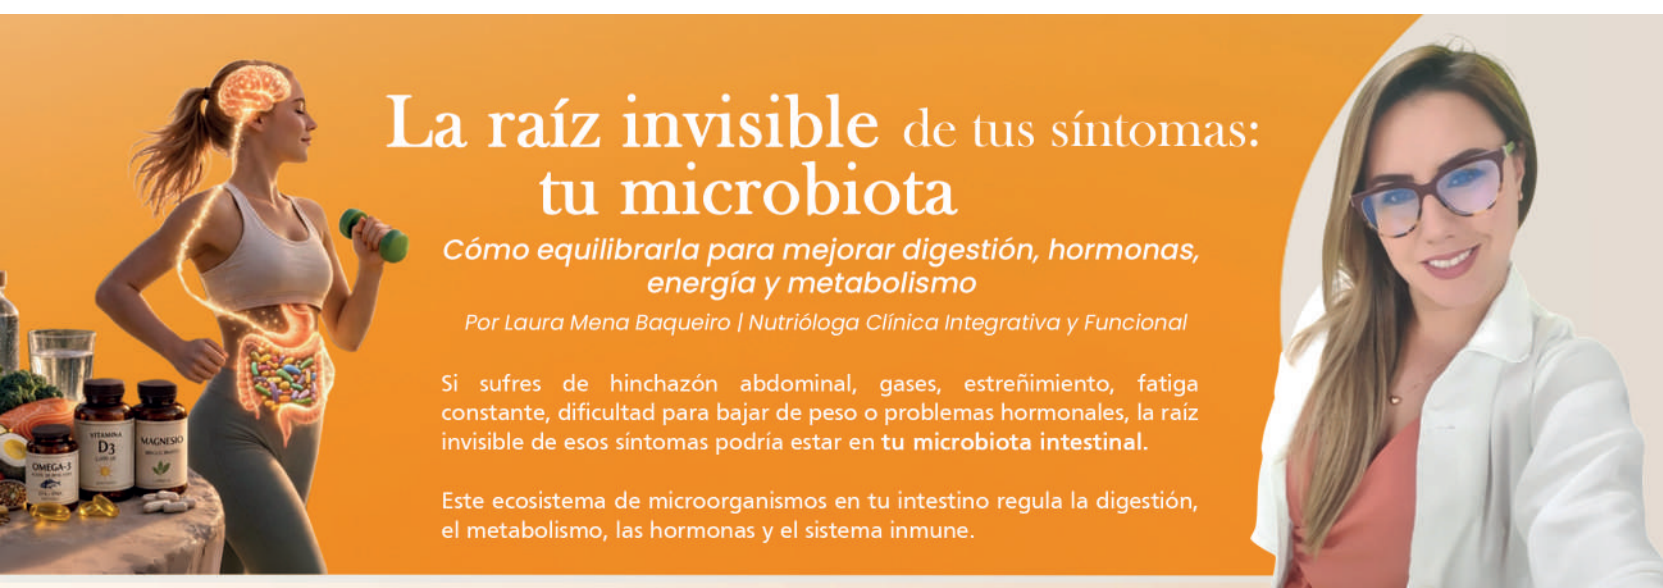 La raíz invisible de tus síntomas:
tu microbiota
Cómo equilibrarla para mejorar digestión, hormonas,
energía y metabolismo
Por Laura Mena Baqueiro | Nutrióloga Clínica Integrativa y Funcional
Si sufres de hinchazón abdominal, gases, estreñimiento, fatiga
constante, dificultad para bajar de peso o problemas hormonales, la raíz
invisible de esos síntomas podría estar en tu microbiota intestinal.
Este ecosistema de microorganismos en tu intestino regula la digestión,
el metabolismo, las hormonas y el sistema inmune.
VITAMINA
D3
MAGNESIO
OMEGA-3